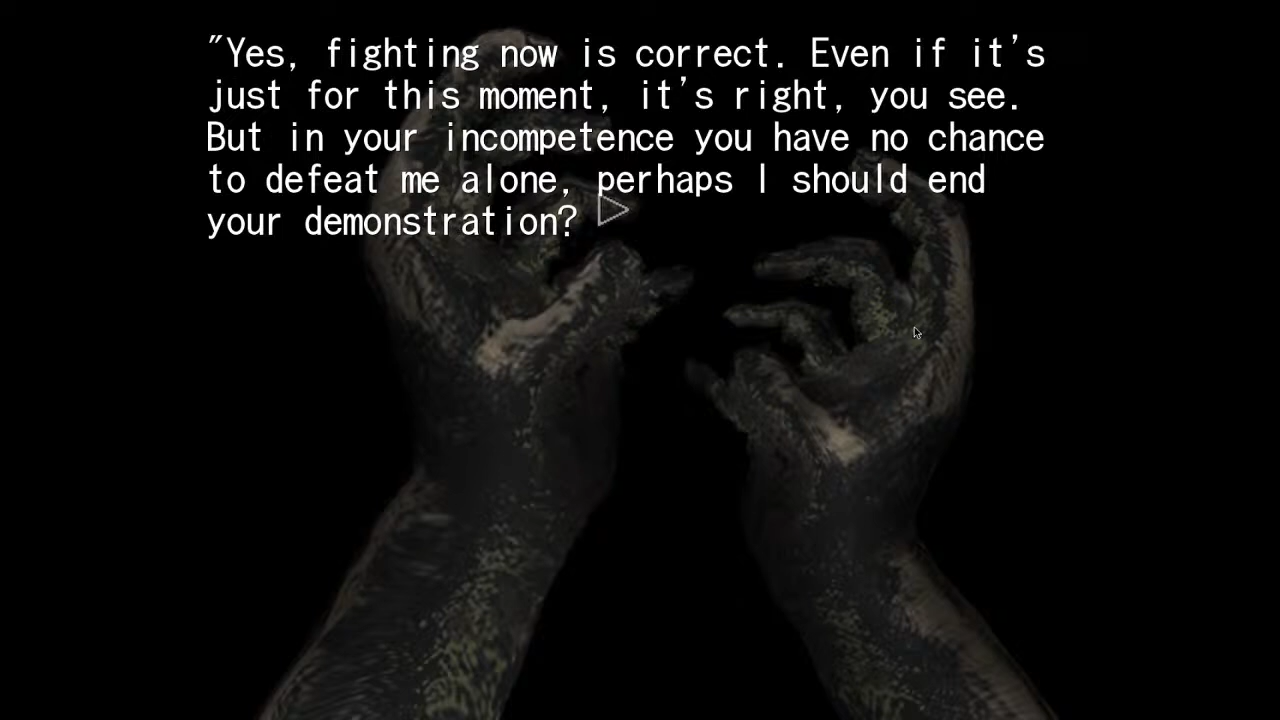 "Yes, fighting now is correct. Even if it's
just for this moment, it's right, you see.
But in your incompetence you have no chance
to defeat me alone, perhaps I should end
your demonstration?